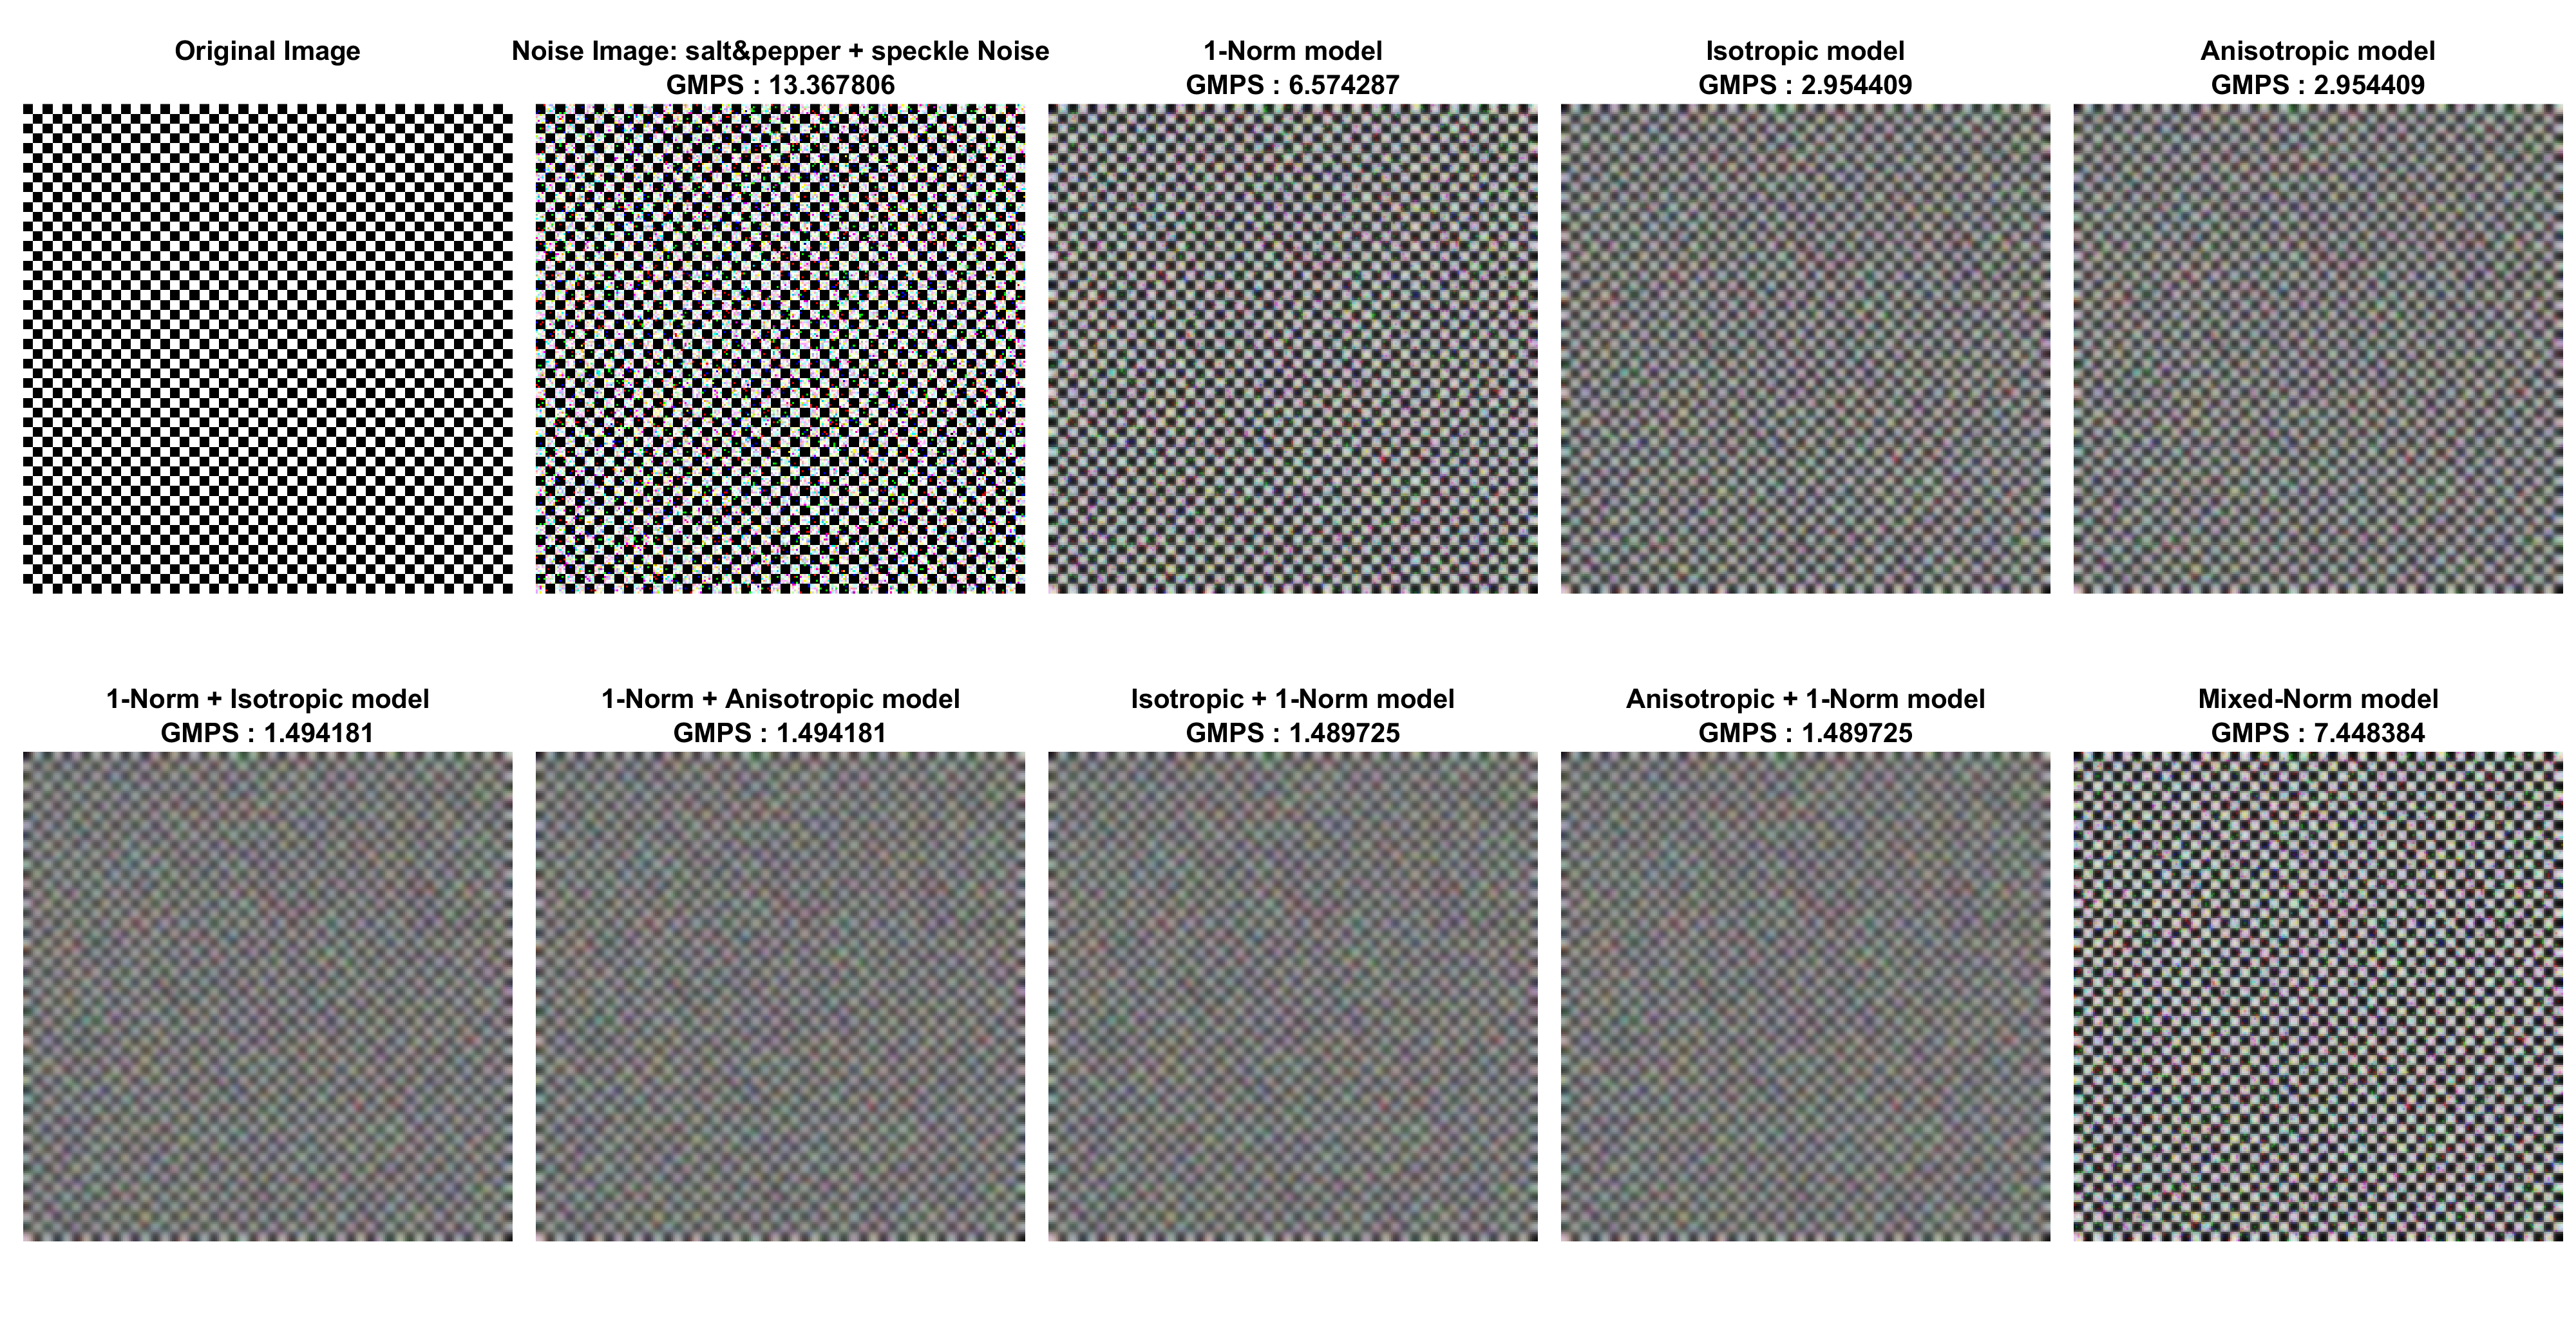 Original Image
Noise Image: salt&pepper + speckle Noise
GMPS : 13.367806
1-Norm model
GMPS : 6.574287
Isotropic model
GMPS : 2.954409
Anisotropic model
GMPS : 2.954409
1-Norm + Isotropic model
GMPS : 1.494181
1-Norm + Anisotropic model
GMPS : 1.494181
Isotropic + 1-Norm model
GMPS : 1.489725
Anisotropic + 1-Norm model
GMPS : 1.489725
Mixed-Norm model
GMPS : 7.448384